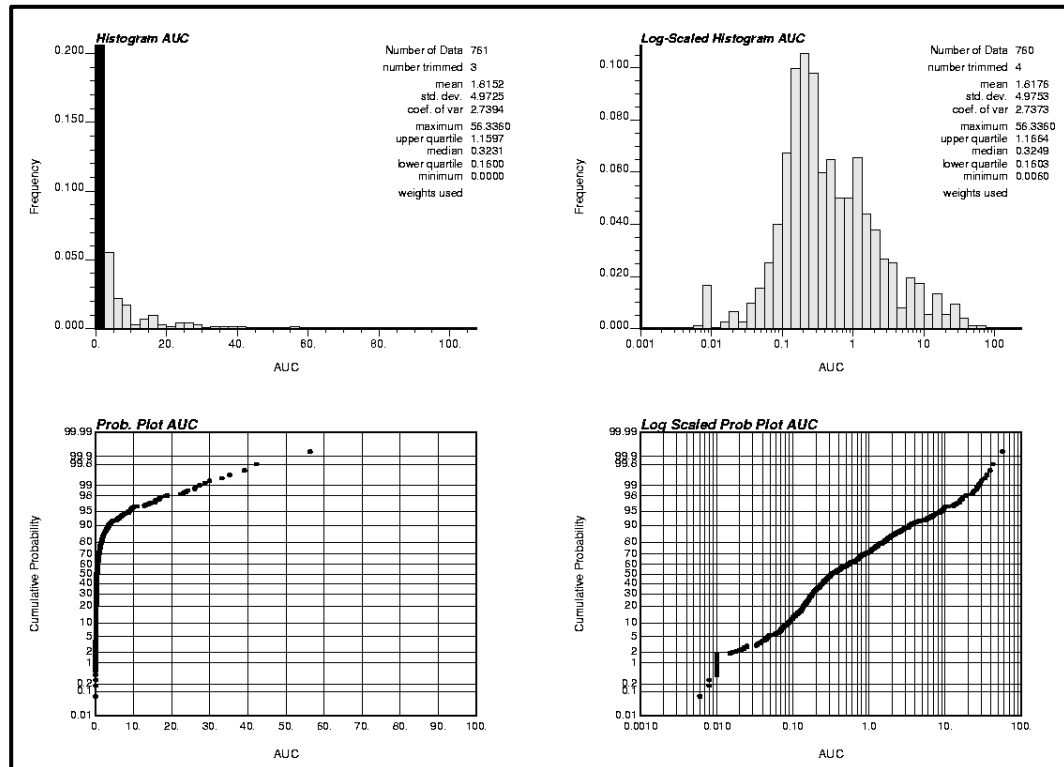 Histogram AUC
0.200
0.150
0.100
0.050
0.000
Frequency
0. 20. 40. 60. 80. 100.
AUC
Number of Data 761
number trimmed 3
mean 1.8152
std. dev. 4.9725
coef. of var 2.7394
maximum 56.3360
upper quartile 1.1597
median 0.3231
lower quartile 0.1600
minimum 0.0000
weights used
Log-Scaled Histogram AUC
0.100
0.080
0.060
0.040
0.020
0.000
Frequency
0.001 0.01 0.1 1 10 100
AUC
Number of Data 760
number trimmed 4
mean 1.8176
std. dev. 4.9753
coef. of var 2.7373
maximum 56.3360
upper quartile 1.1664
median 0.3249
lower quartile 0.1603
minimum 0.0060
weights used
Prob. Plot AUC
99.99
99.9
99.8
99
98
95
90
80
70
60
50
40
30
20
10
5
2
1
0.2
0.1
0.01
Cumulative Probability
0. 10. 20. 30. 40. 50. 60. 70. 80. 90. 100.
AUC
Log Scaled Prob Plot AUC
99.99
99.9
99.8
99
98
95
90
80
70
60
50
40
30
20
10
5
2
1
0.2
0.1
0.01
Cumulative Probability
0.0010 0.010 0.10 1.0 10. 100.
AUC